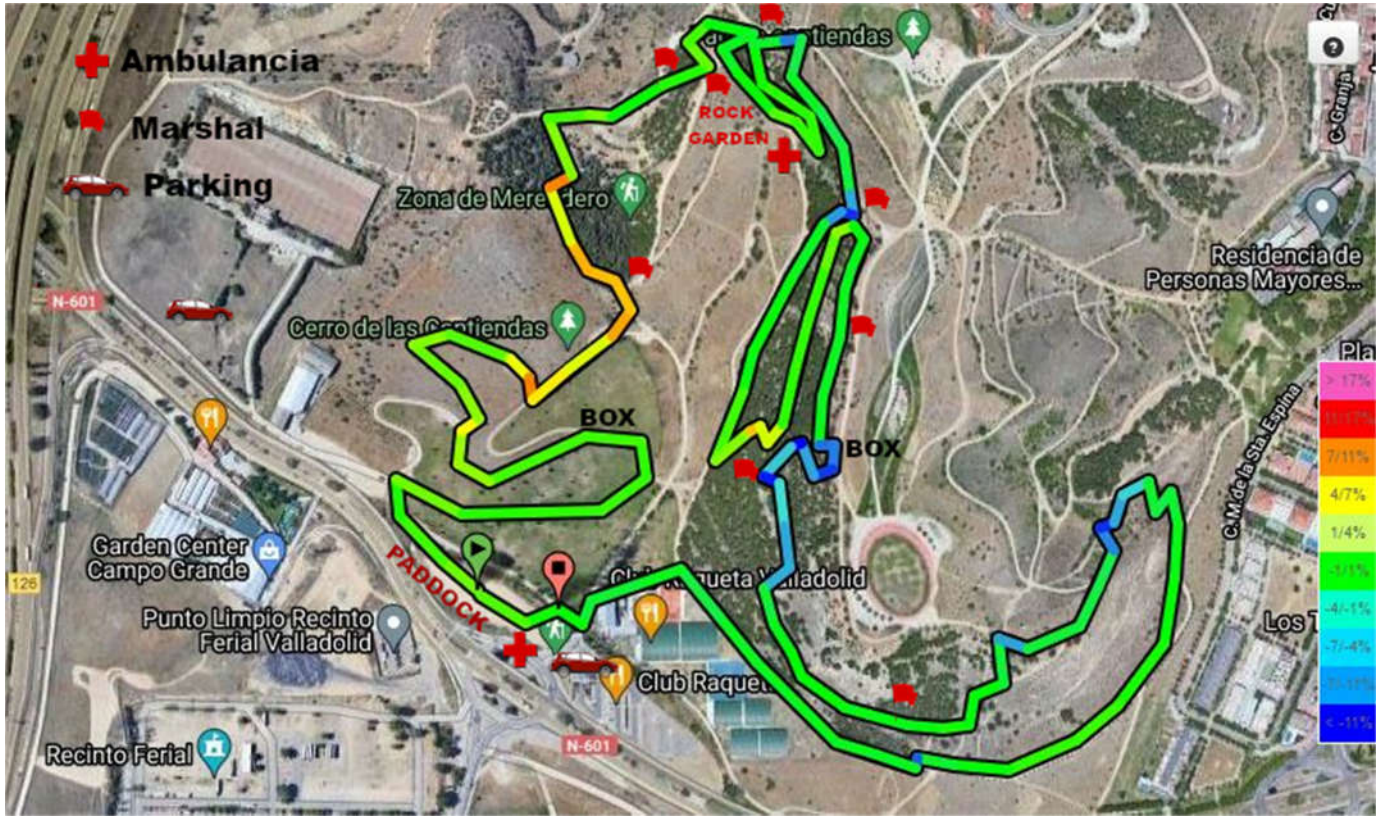 Ambulancia
Marshal
Parking
N-601
126
ROCK
GARDEN
Zona de Merendero
Cerro de las Contiendas
BOX
BOX
Garden Center
Campo Grande
PADDOCK
Punto Limpio Recinto
Ferial Valladolid
Club Raqueta Valladolid
Club Raquet
Recinto Ferial
N-601
?
C. Granja
Residencia de
Personas Mayores...
Pla
C. M. de la Sta. Espina
Los T
> 17%
11/17%
7/11%
4/7%
1/4%
-1/1%
-4/-1%
-7/-4%
< -11%